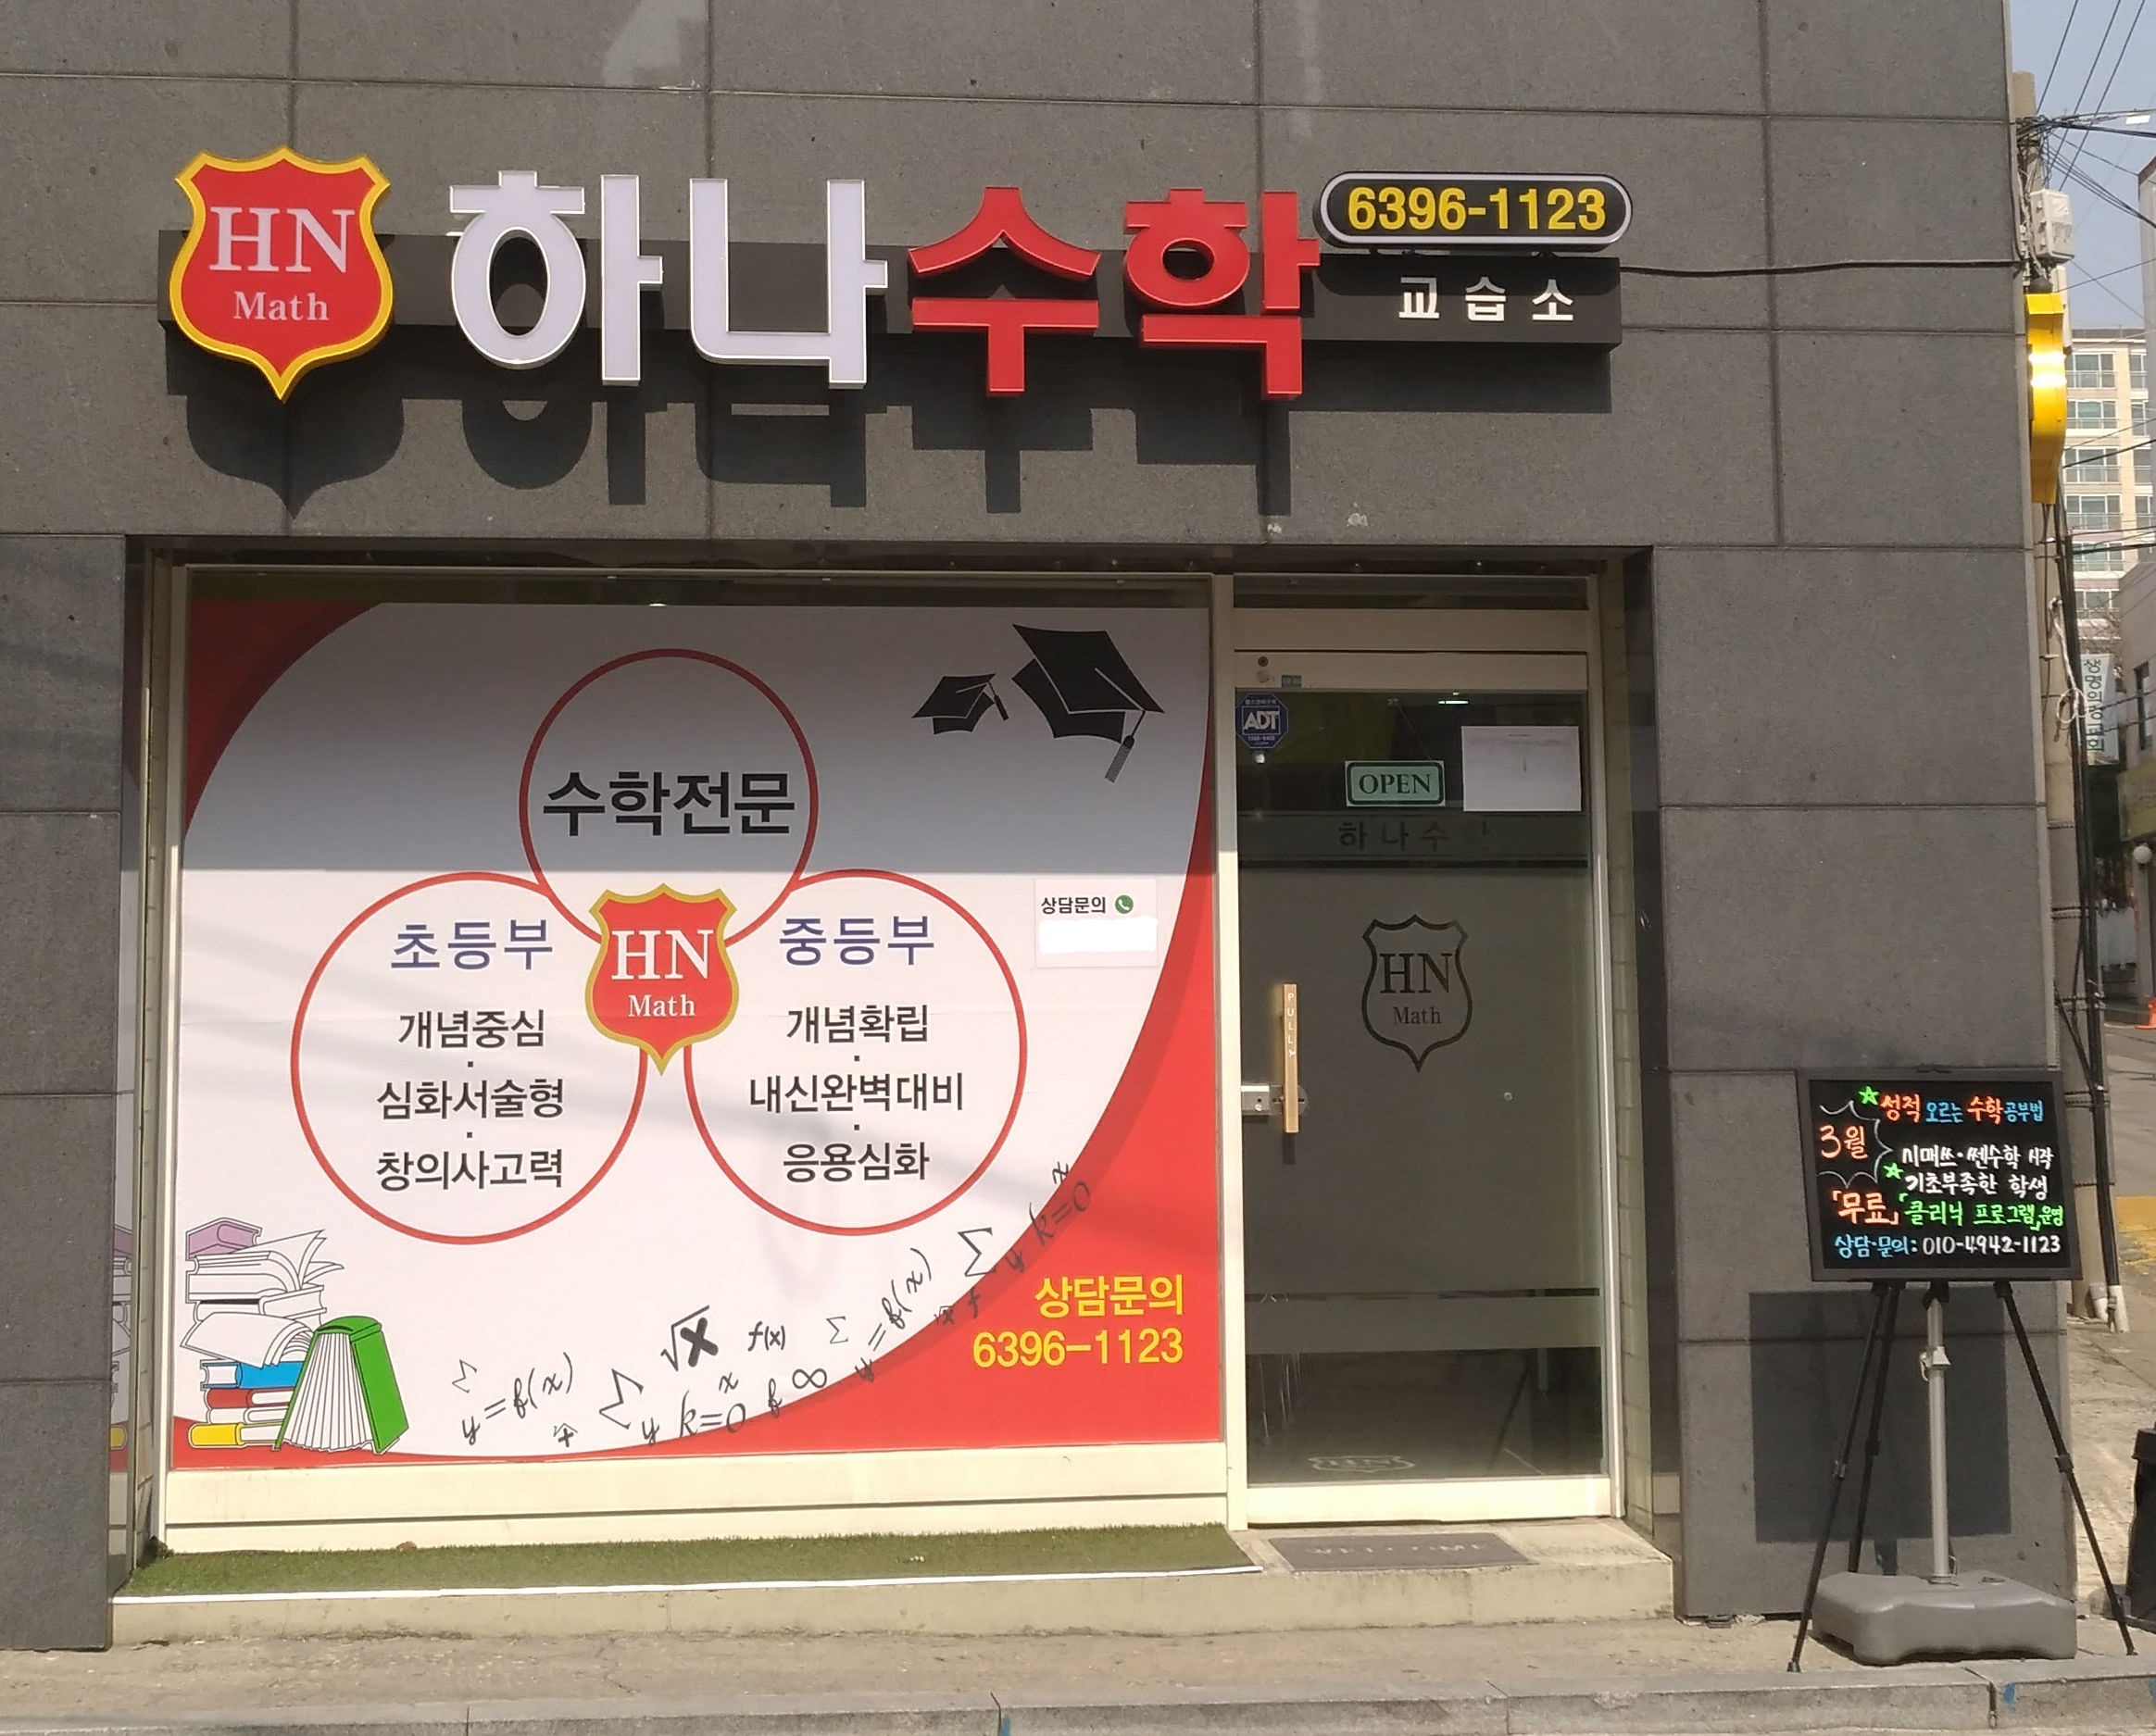 HN
Math
하나수학
6396-1123
교습소
수학전문
초등부
개념중심
·
심화서술형
·
창의사고력
HN
Math
중등부
개념확립
·
내신완벽대비
·
응용심화
상담문의
상담문의
6396-1123
√x f(x) Σ y=f(x) Σ y k=0 x
Σ y=f(x) Σ y k=0 x f ∞
ADT
OPEN
하나수학
HN
Math
PULL
성적 오르는 수학공부법
3월
시매쓰·쎈수학 시작
기초부족한 학생
「무료」「클리닉 프로그램」운영
상담·문의: 010-4942-1123
WELCOME